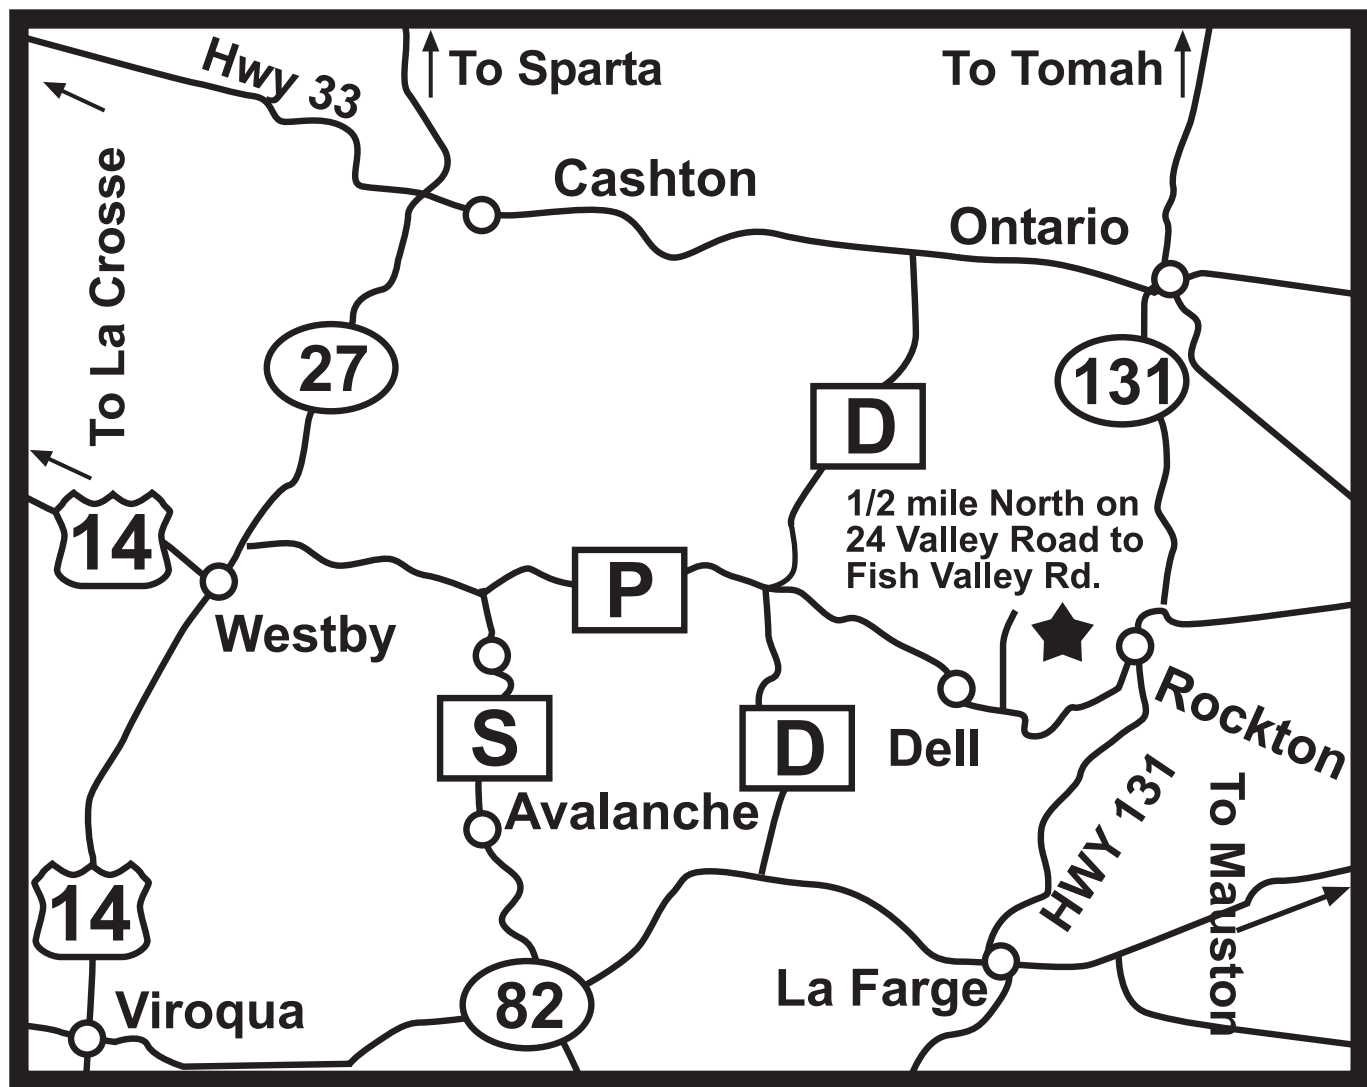 Hwy 33
To Sparta
To Tomah
To La Crosse
Cashton
Ontario
27
131
D
1/2 mile North on
24 Valley Road to
Fish Valley Rd.
14
P
Westby
Rockton
S
D
Dell
Avalanche
HWY 131
To Mauston
14
La Farge
82
Viroqua